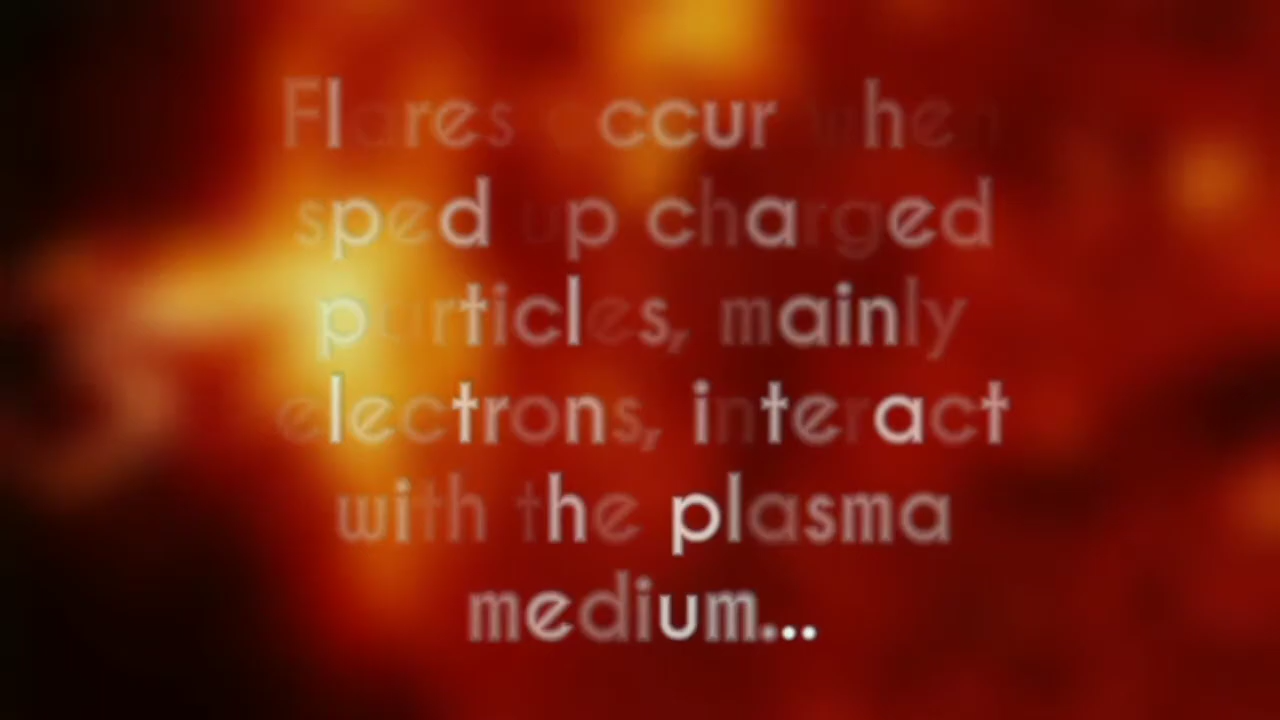 Flares occur when
sped up charged
particles, mainly
electrons, interact
with the plasma
medium...